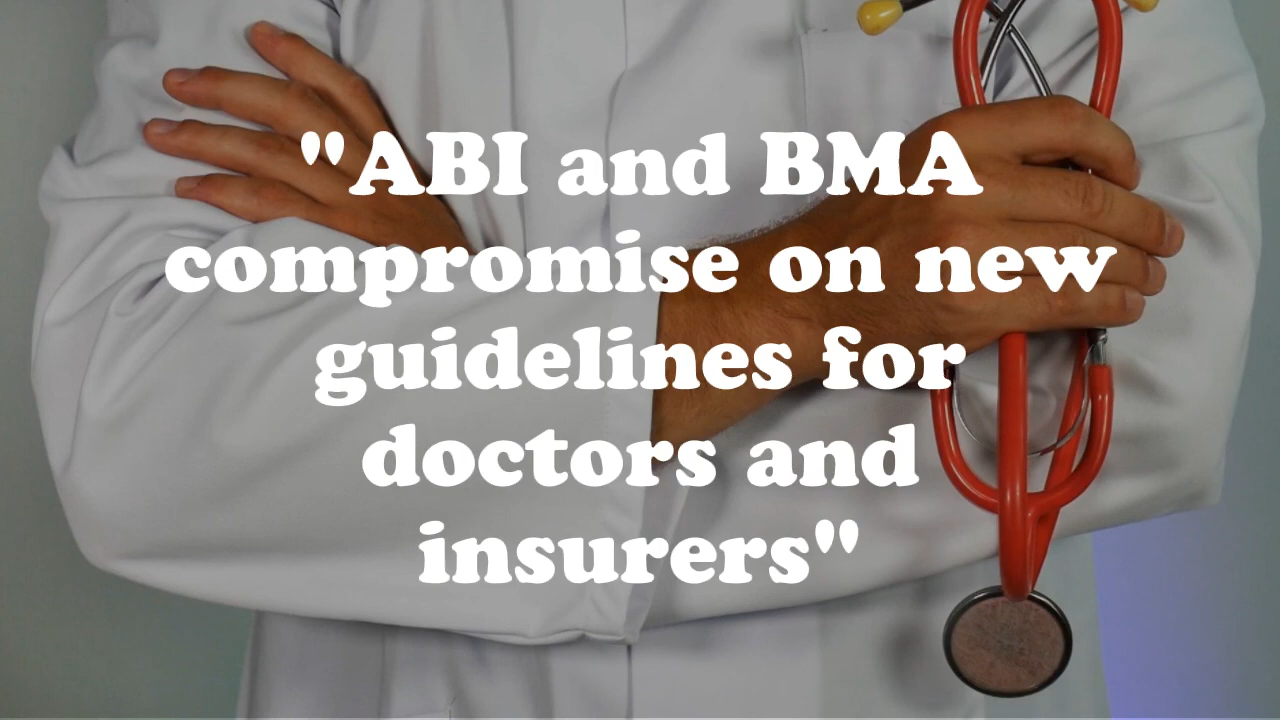 "ABI and BMA
compromise on new
guidelines for
doctors and
insurers"